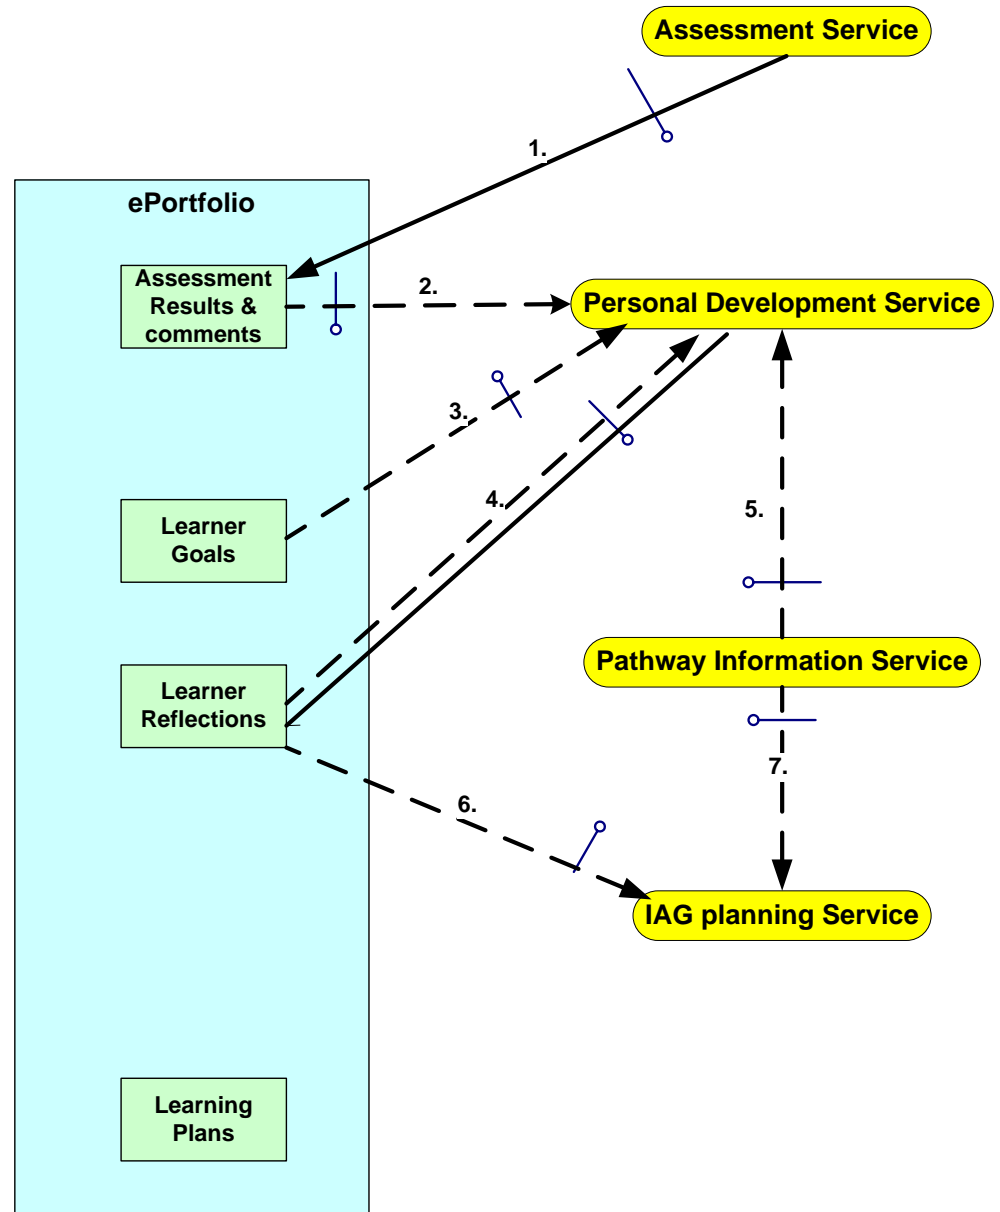 Assessment Service
1.
ePortfolio
Assessment
Results &
comments
2.
Personal Development Service
3.
4.
5.
Learner
Goals
Learner
Reflections
Pathway Information Service
6.
7.
IAG planning Service
Learning
Plans